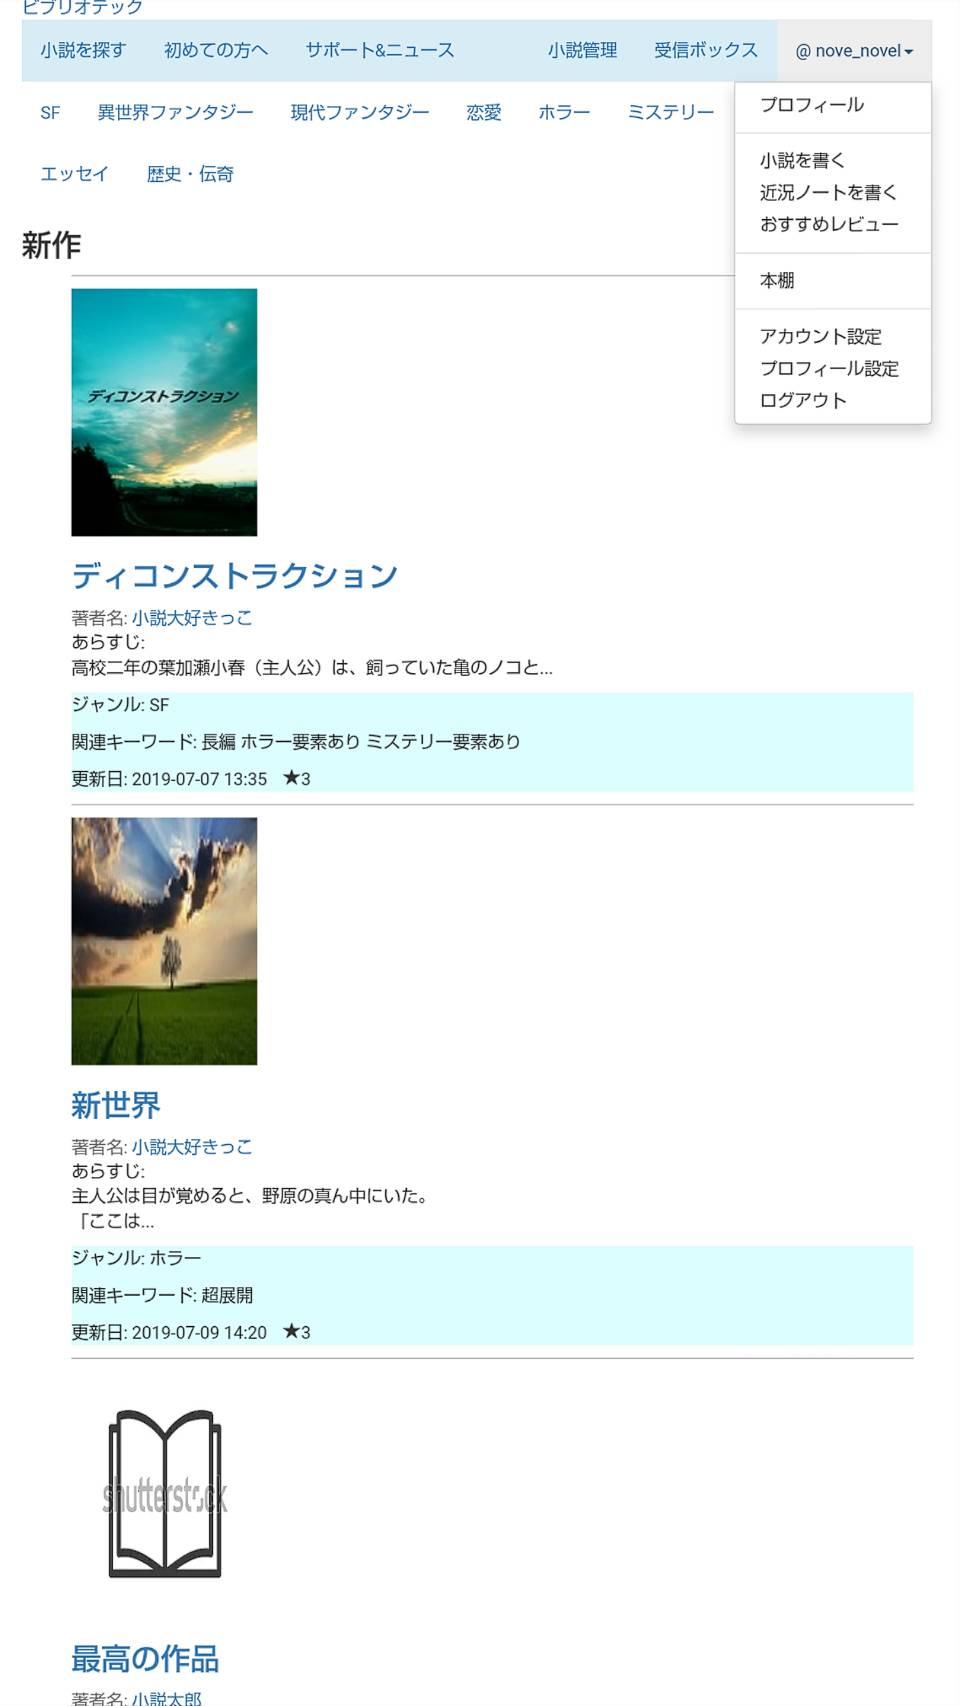 ビブリオテック
小説を探す 初めての方へ サポート&ニュース 小説管理 受信ボックス @ nove_novel
SF 異世界ファンタジー 現代ファンタジー 恋愛 ホラー ミステリー
エッセイ 歴史・伝奇
プロフィール
小説を書く
近況ノートを書く
おすすめレビュー
本棚
アカウント設定
プロフィール設定
ログアウト
新作
ディコンストラクション
ディコンストラクション
著者名: 小説大好きっこ
あらすじ:
高校二年の葉加瀬小春（主人公）は、飼っていた亀のノコと...
ジャンル: SF
関連キーワード: 長編 ホラー要素あり ミステリー要素あり
更新日: 2019-07-07 13:35 ★3
新世界
著者名: 小説大好きっこ
あらすじ:
主人公は目が覚めると、野原の真ん中にいた。
「ここは...
ジャンル: ホラー
関連キーワード: 超展開
更新日: 2019-07-09 14:20 ★3
shutterstock
最高の作品
著者名: 小説太郎